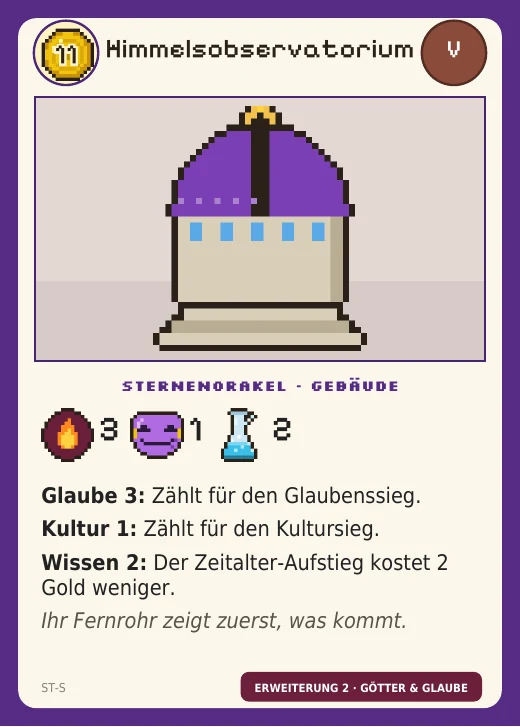 11 Himmelsobservatorium V
STERNENORAKEL · GEBÄUDE
3 1 2
Glaube 3: Zählt für den Glaubenssieg.
Kultur 1: Zählt für den Kultursieg.
Wissen 2: Der Zeitalter-Aufstieg kostet 2
Gold weniger.
Ihr Fernrohr zeigt zuerst, was kommt.
ST-S
ERWEITERUNG 2 · GÖTTER & GLAUBE